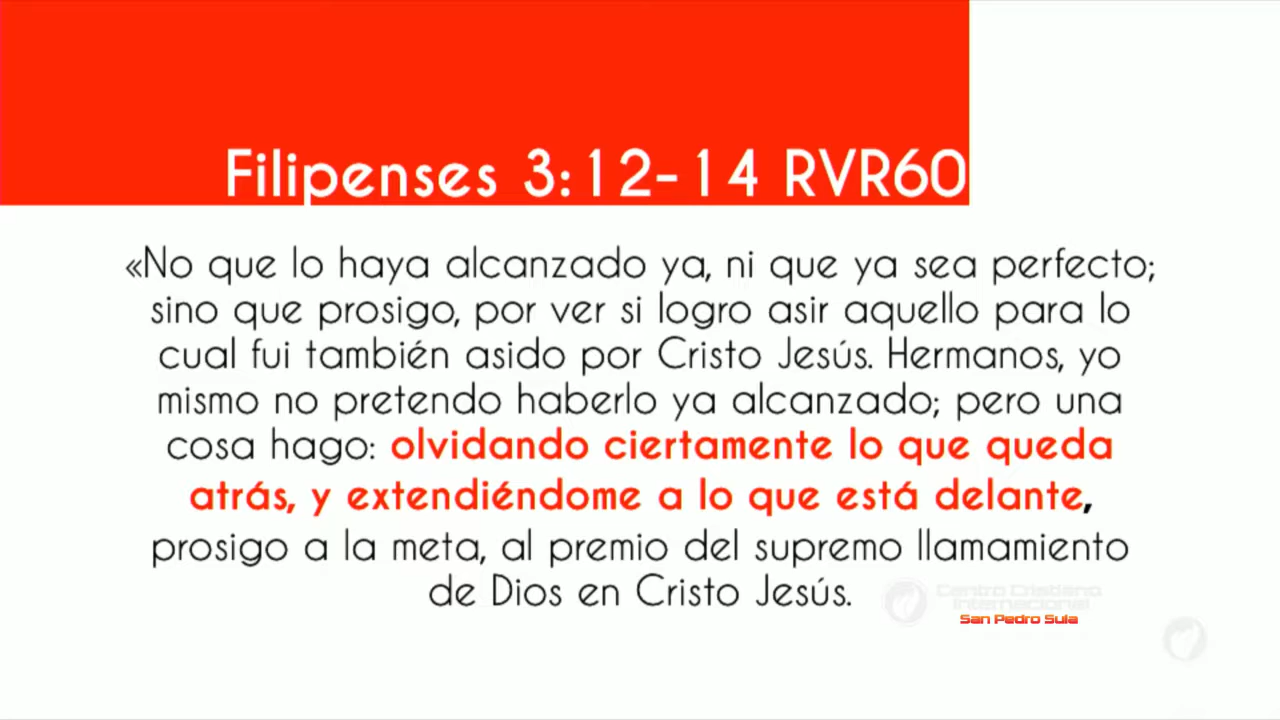 Filipenses 3:12-14 RVR60
«No que lo haya alcanzado ya, ni que ya sea perfecto;
sino que prosigo, por ver si logro asir aquello para lo
cual fui también asido por Cristo Jesús. Hermanos, yo
mismo no pretendo haberlo ya alcanzado; pero una
cosa hago: olvidando ciertamente lo que queda
atrás, y extendiéndome a lo que está delante,
prosigo a la meta, al premio del supremo llamamiento
de Dios en Cristo Jesús.
Centro Cristiano
Internacional
San Pedro Sula